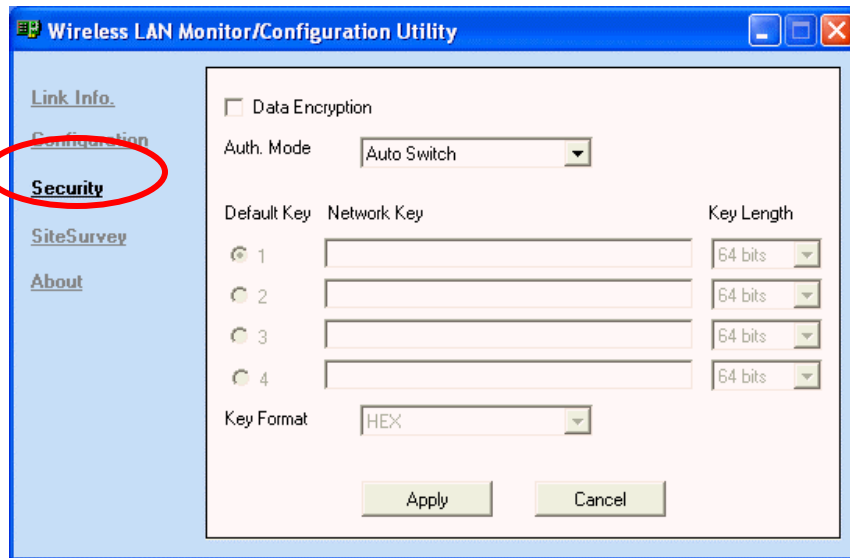 Wireless LAN Monitor/Configuration Utility
Link Info.
Configuration
Security
SiteSurvey
About
Data Encryption
Auth. Mode Auto Switch
Default Key Network Key Key Length
1 64 bits
2 64 bits
3 64 bits
4 64 bits
Key Format HEX
Apply Cancel